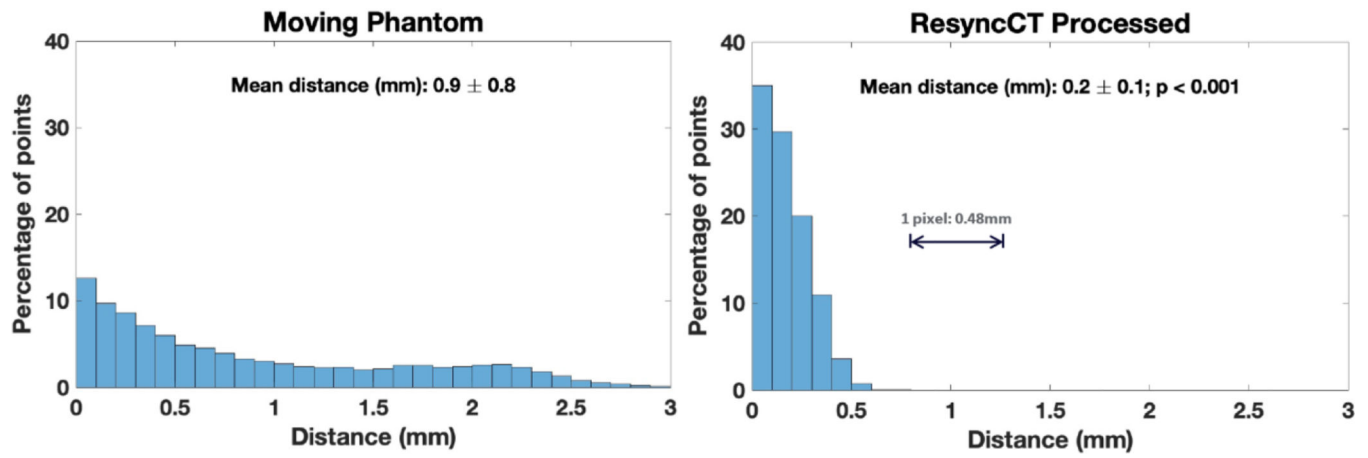 Moving Phantom
Mean distance (mm): 0.9 ± 0.8
Percentage of points
40
30
20
10
0
0 0.5 1 1.5 2 2.5 3
Distance (mm)
ResyncCT Processed
Mean distance (mm): 0.2 ± 0.1; p < 0.001
1 pixel: 0.48mm
Percentage of points
40
30
20
10
0
0 0.5 1 1.5 2 2.5 3
Distance (mm)